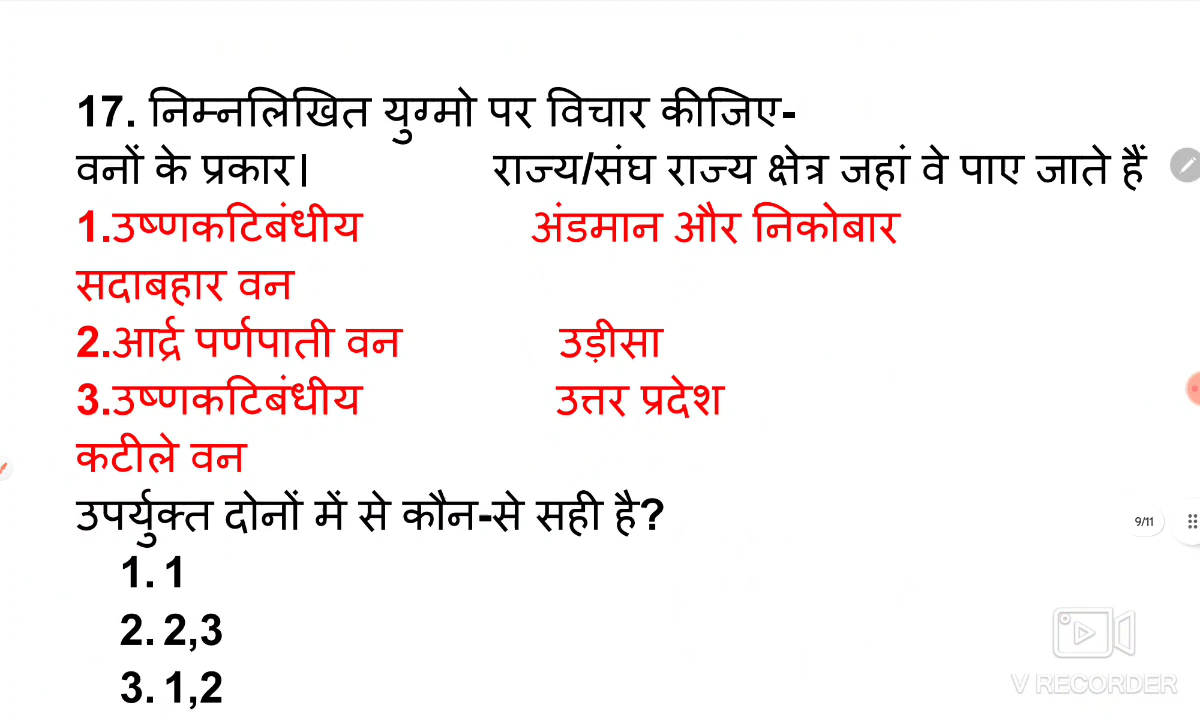 17. निम्नलिखित युग्मो पर विचार कीजिए-
वनों के प्रकार| राज्य/संघ राज्य क्षेत्र जहां वे पाए जाते हैं
1.उष्णकटिबंधीय अंडमान और निकोबार
सदाबहार वन
2.आर्द्र पर्णपाती वन उड़ीसा
3.उष्णकटिबंधीय उत्तर प्रदेश
कटीले वन
उपर्युक्त दोनों में से कौन-से सही है?
9/11
1. 1
2. 2,3
3. 1,2
V RECORDER